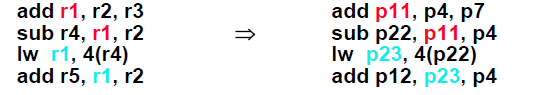 add r1, r2, r3
sub r4, r1, r2
lw r1, 4(r4)
add r5, r1, r2
⇒
add p11, p4, p7
sub p22, p11, p4
lw p23, 4(p22)
add p12, p23, p4